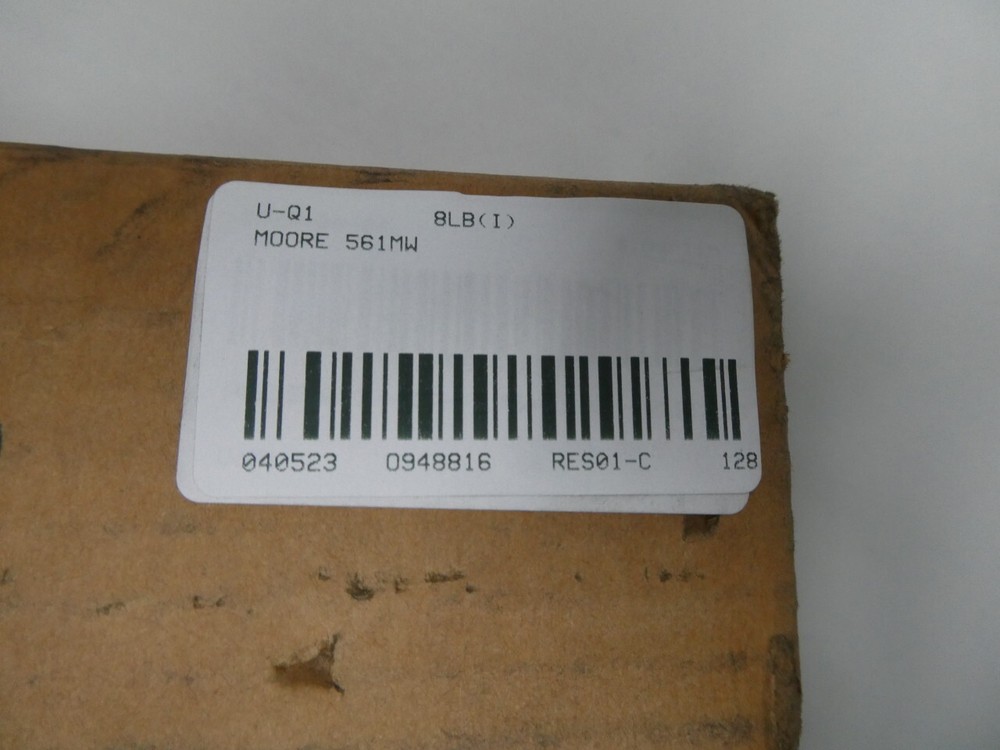 U-Q1 8LB(I)
MOORE 561MW
040523 0948816 RES01-C 128